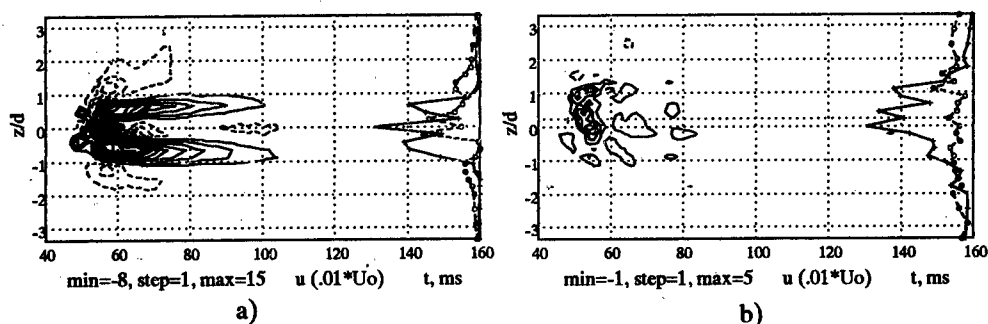 3
2
1
0
-1
-2
-3
z/d
40 60 80 100 120 140 160
min=-8, step=1, max=15 u (.01*Uo) t, ms
a)
3
2
1
0
-1
-2
-3
z/d
40 60 80 100 120 140 160
min=-1, step=1, max=5 u (.01*Uo) t, ms
b)